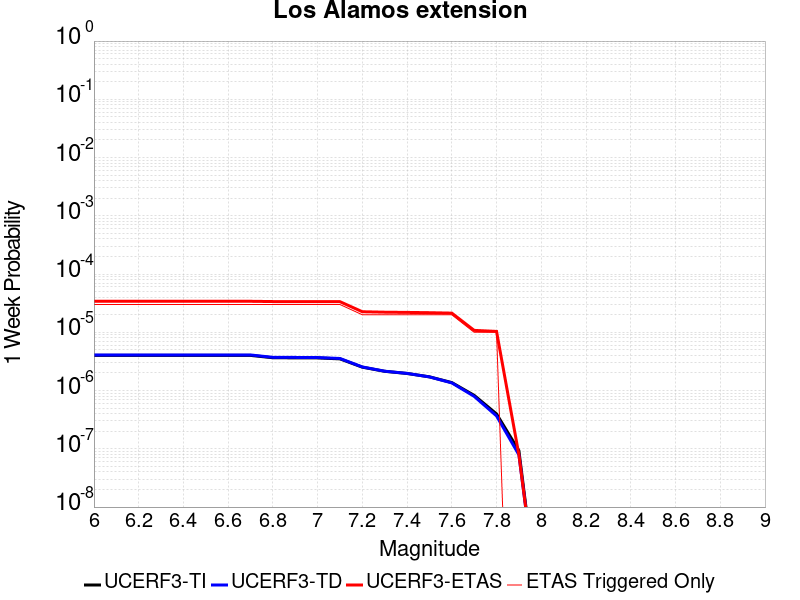 Los Alamos extension
1 Week Probability
10^0
10^-1
10^-2
10^-3
10^-4
10^-5
10^-6
10^-7
10^-8
6 6.2 6.4 6.6 6.8 7 7.2 7.4 7.6 7.8 8 8.2 8.4 8.6 8.8 9
Magnitude
UCERF3-TI UCERF3-TD UCERF3-ETAS ETAS Triggered Only